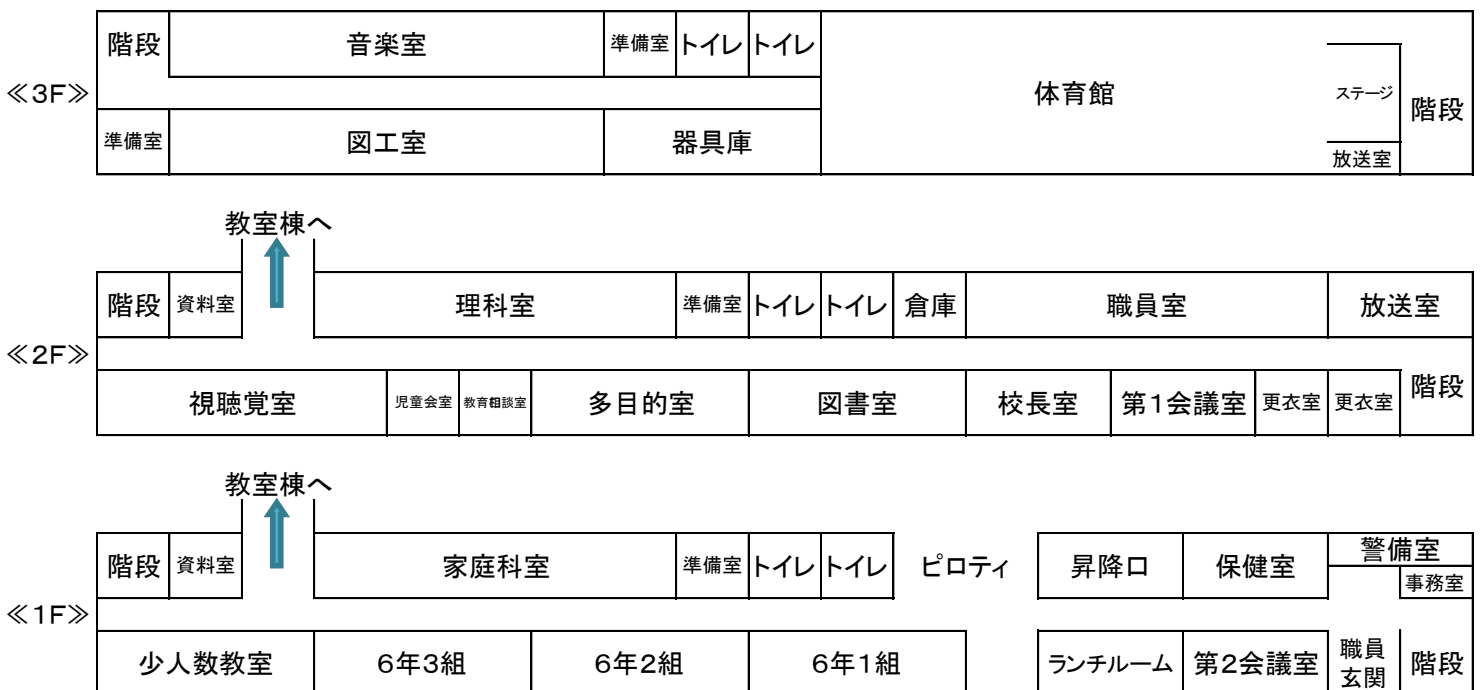 階段 音楽室 準備室 トイレ トイレ
体育館 ステージ
≪3F≫
階段
準備室 図工室 器具庫
放送室
教室棟へ
階段 資料室 理科室 準備室 トイレ トイレ 倉庫 職員室 放送室
≪2F≫
視聴覚室 児童会室 教育相談室 多目的室 図書室 校長室 第1会議室 更衣室 更衣室 階段
教室棟へ
警備室
階段 資料室 家庭科室 準備室 トイレ トイレ ピロティ 昇降口 保健室
事務室
≪1F≫
少人数教室 6年3組 6年2組 6年1組 ランチルーム 第2会議室 職員 階段
玄関